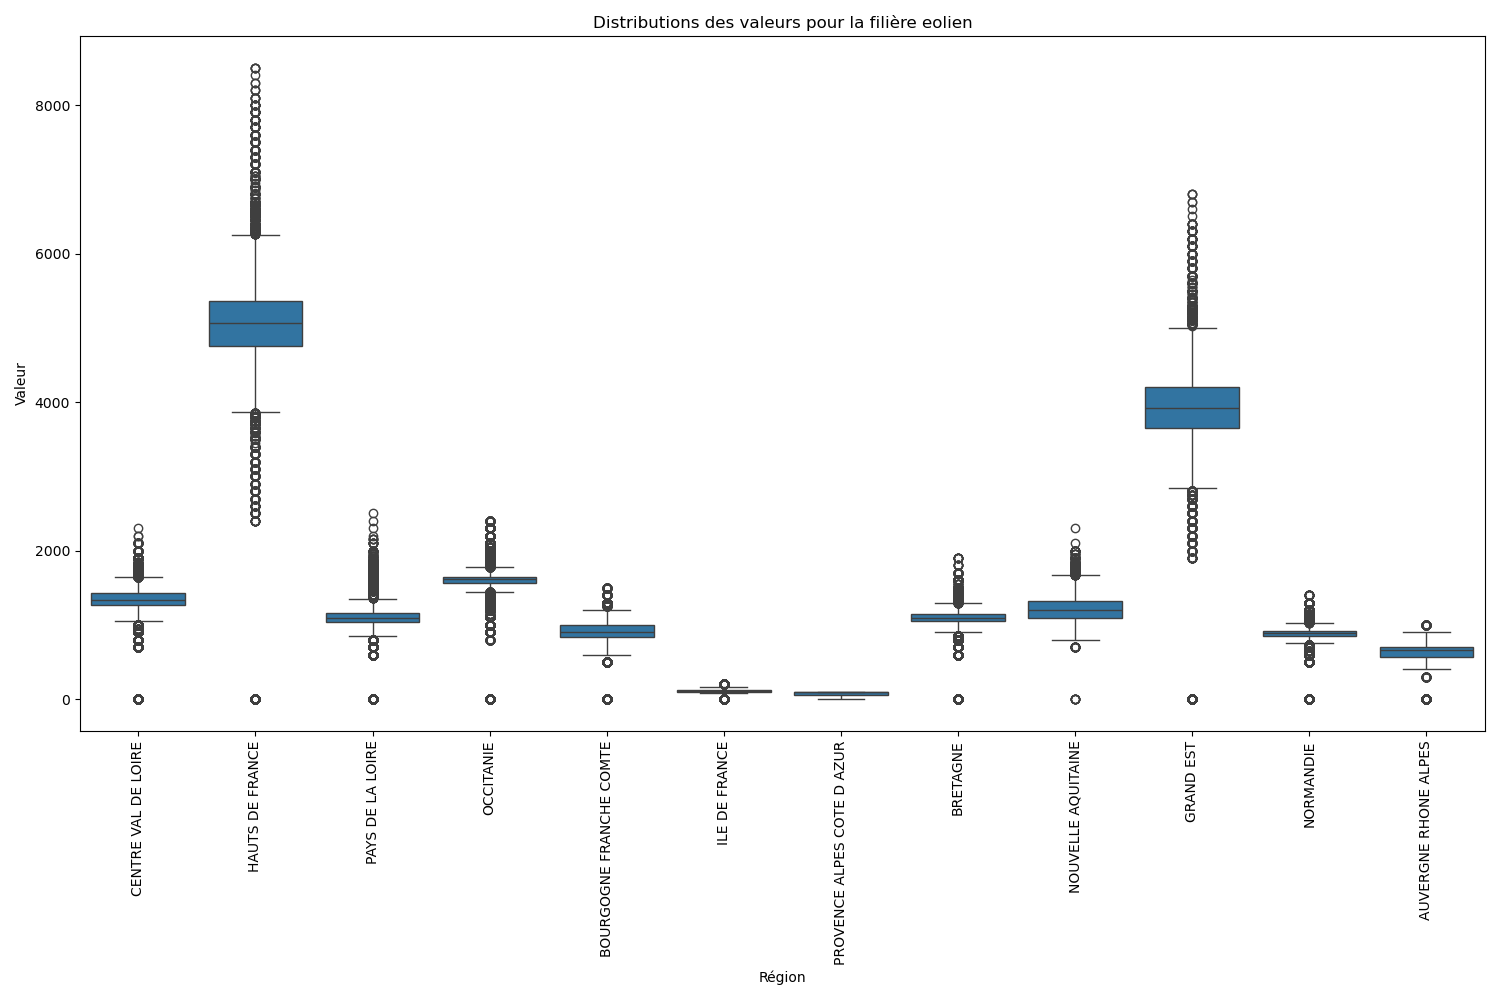 Distributions des valeurs pour la filière eolien
Valeur
8000
6000
4000
2000
0
CENTRE VAL DE LOIRE
HAUTS DE FRANCE
PAYS DE LA LOIRE
OCCITANIE
BOURGOGNE FRANCHE COMTE
ILE DE FRANCE
PROVENCE ALPES COTE D AZUR
BRETAGNE
NOUVELLE AQUITAINE
GRAND EST
NORMANDIE
AUVERGNE RHONE ALPES
Région